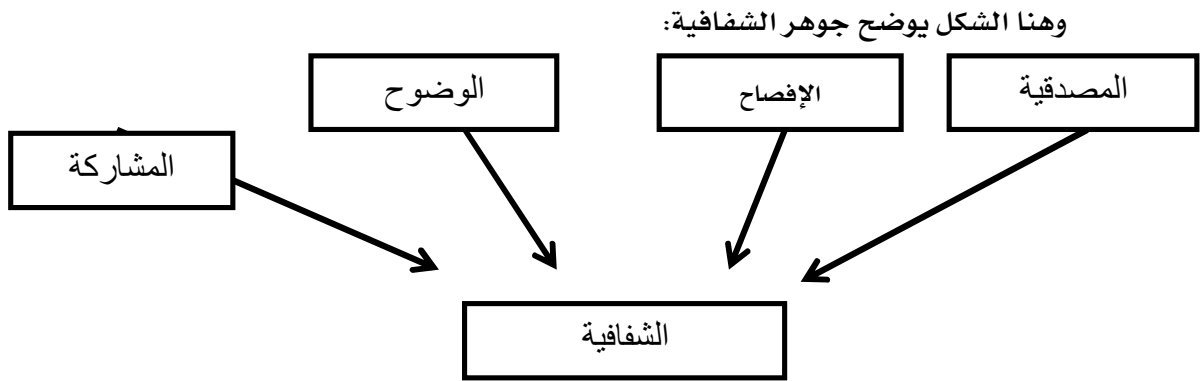 وهنا الشكل يوضح جوهر الشفافية:
المصدقية
الإفصاح
الوضوح
المشاركة
الشفافية